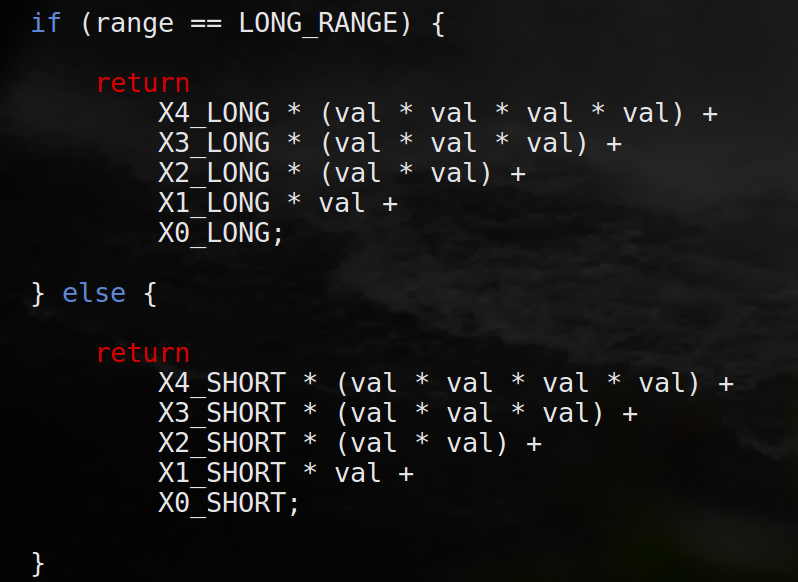 if (range == LONG_RANGE) {
return
X4_LONG * (val * val * val * val) +
X3_LONG * (val * val * val) +
X2_LONG * (val * val) +
X1_LONG * val +
X0_LONG;
} else {
return
X4_SHORT * (val * val * val * val) +
X3_SHORT * (val * val * val) +
X2_SHORT * (val * val) +
X1_SHORT * val +
X0_SHORT;
}